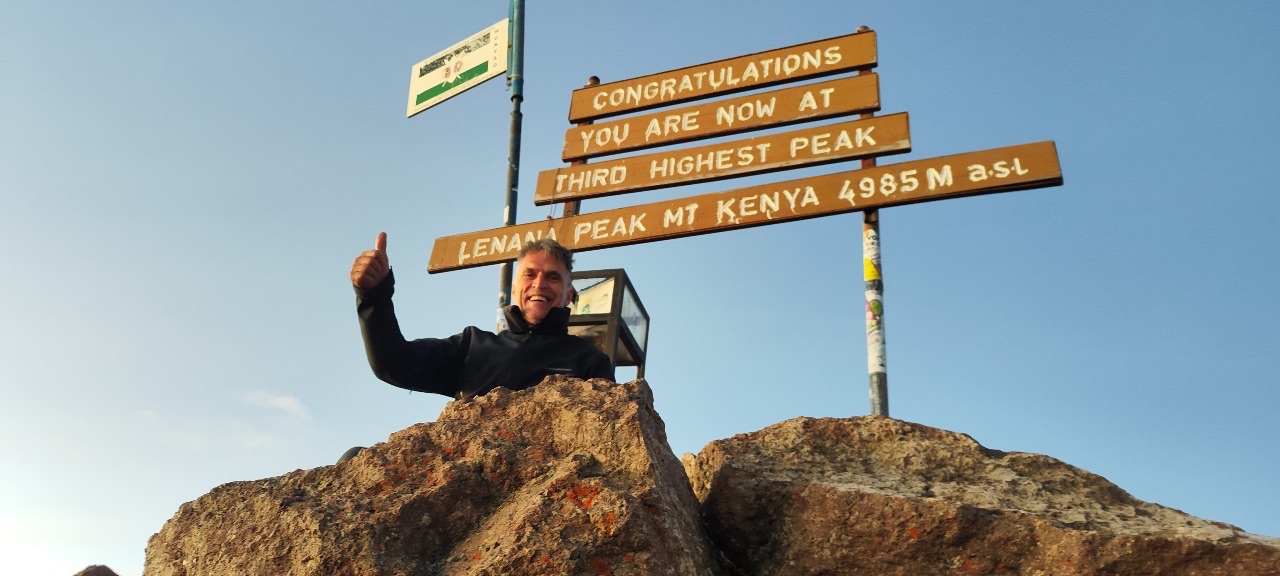 CONGRATULATIONS
YOU ARE NOW AT
THIRD HIGHEST PEAK
LENANA PEAK MT KENYA 4985 M a.s.l